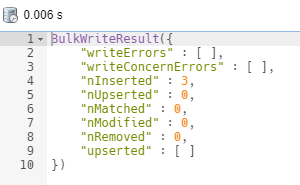 0.006 s
1 BulkWriteResult({
2 "writeErrors" : [ ],
3 "writeConcernErrors" : [ ],
4 "nInserted" : 3,
5 "nUpserted" : 0,
6 "nMatched" : 0,
7 "nModified" : 0,
8 "nRemoved" : 0,
9 "upserted" : [ ]
10 })